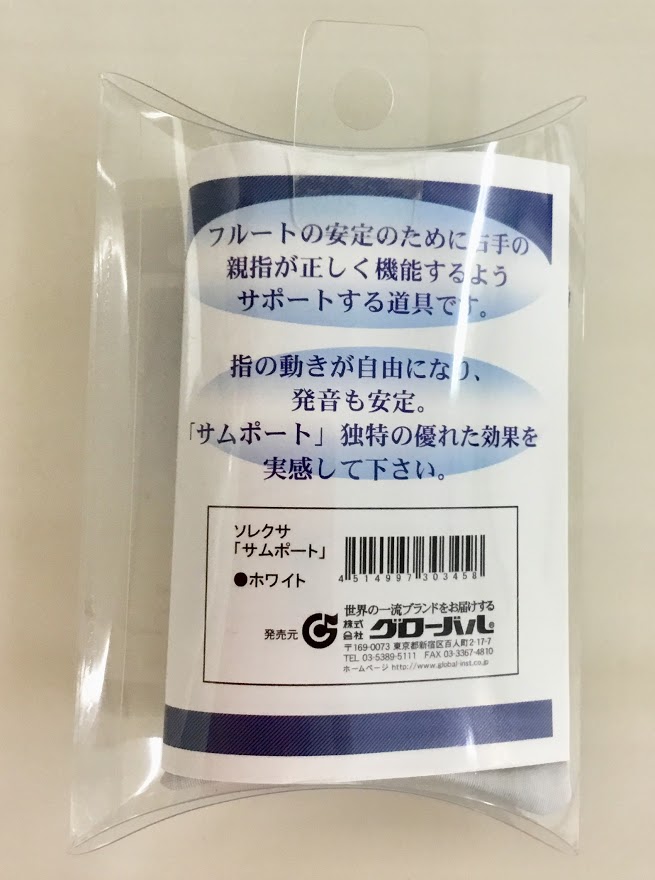 フルートの安定のために右手の
親指が正しく機能するよう
サポートする道具です。
指の動きが自由になり、
発音も安定。
「サムポート」独特の優れた効果を
実感して下さい。
ソレクサ
「サムポート」
●ホワイト
4 514997 303458
発売元
世界の一流ブランドをお届けする
株式会社 グローバル®
〒169-0073 東京都新宿区百人町2-17-7
TEL 03-5389-5111 FAX 03-3367-4810
ホームページ http://www.global-inst.co.jp